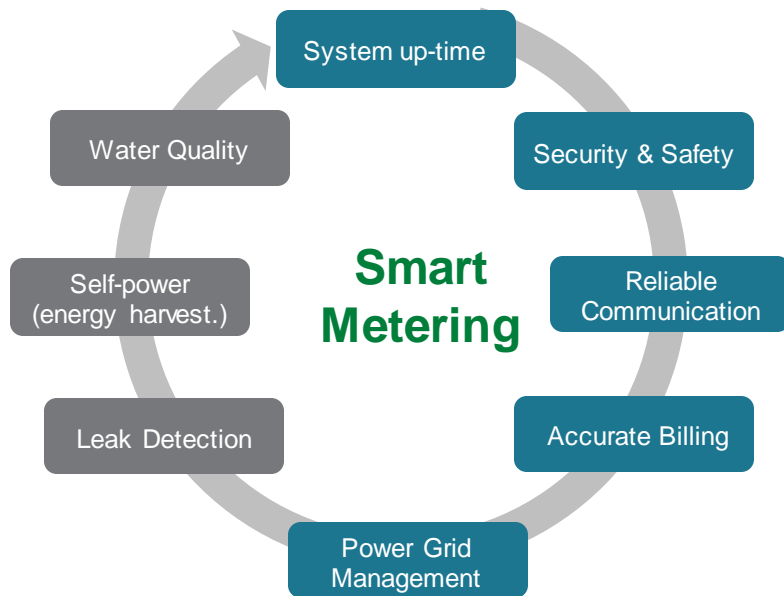 System up-time
Security & Safety
Reliable
Communication
Accurate Billing
Power Grid
Management
Leak Detection
Self-power
(energy harvest.)
Water Quality
Smart
Metering